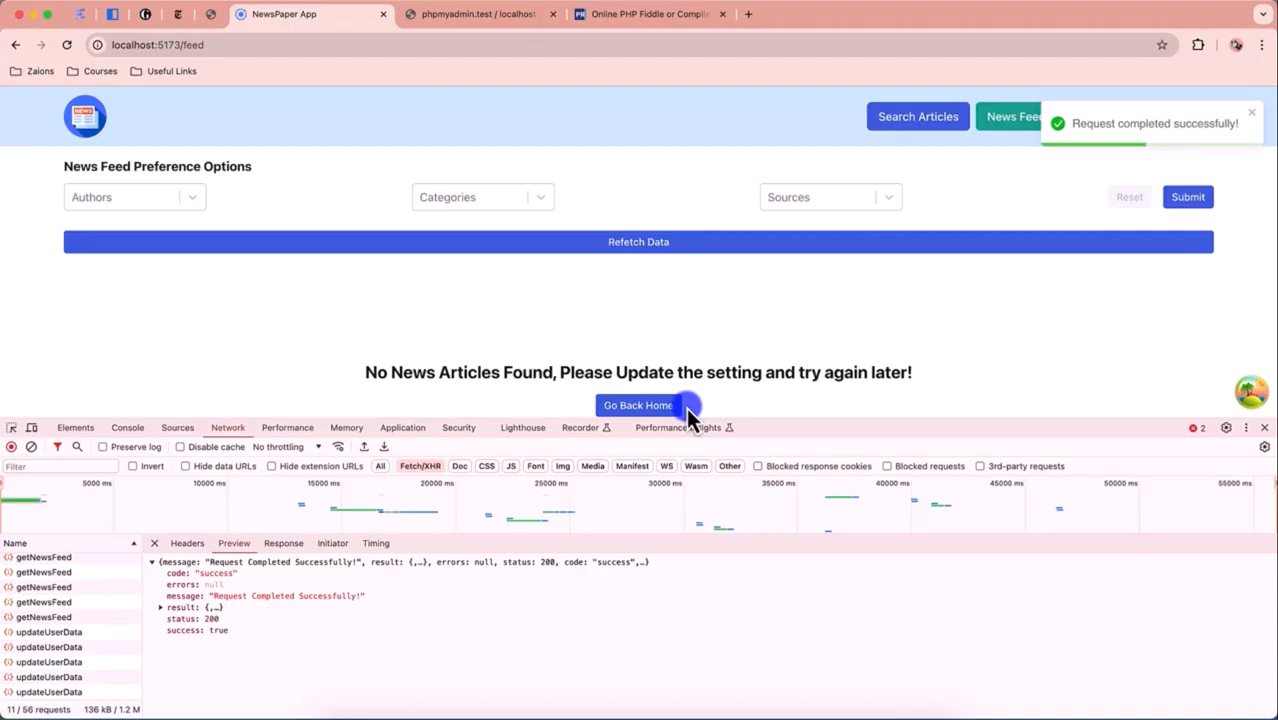 NewsPaper App
phpmyadmin.test / localhost
Online PHP Fiddle or Compile
localhost:5173/feed
Zaions
Courses
Useful Links
NEWS
Search Articles
News Feed
Request completed successfully!
News Feed Preference Options
Authors
Categories
Sources
Reset
Submit
Refetch Data
No News Articles Found, Please Update the setting and try again later!
Go Back Home
Elements
Console
Sources
Network
Performance
Memory
Application
Security
Lighthouse
Recorder
Performance
2
Preserve log
Disable cache
No throttling
Filter
Invert
Hide data URLs
Hide extension URLs
All
Fetch/XHR
Doc
CSS
JS
Font
Img
Media
Manifest
WS
Wasm
Other
Blocked response cookies
Blocked requests
3rd-party requests
5000 ms
10000 ms
15000 ms
20000 ms
25000 ms
30000 ms
35000 ms
40000 ms
45000 ms
50000 ms
55000 ms
Name
Headers
Preview
Response
Initiator
Timing
getNewsFeed
getNewsFeed
getNewsFeed
getNewsFeed
getNewsFeed
updateUserData
updateUserData
updateUserData
updateUserData
updateUserData
{message: "Request Completed Successfully!", result: {,…}, errors: null, status: 200, code: "success",…}
code: "success"
errors: null
message: "Request Completed Successfully!"
result: {,…}
status: 200
success: true
11 / 56 requests
136 kB / 1.2 M